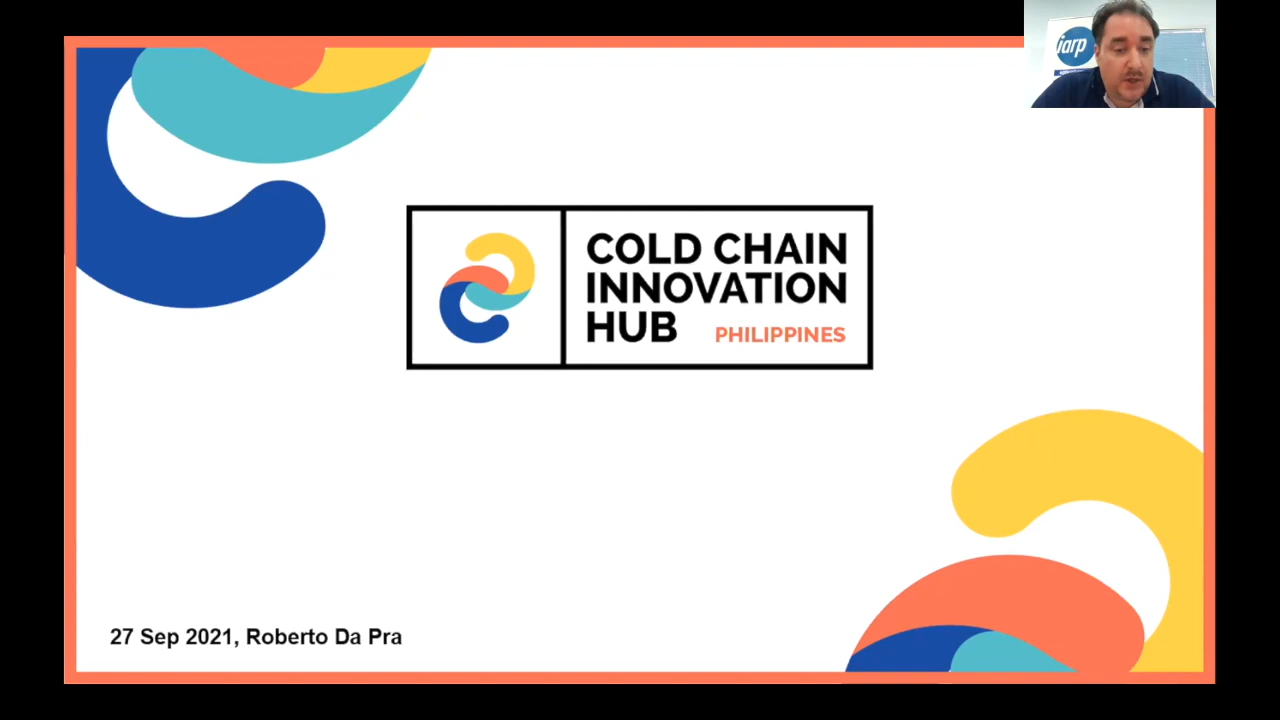 iarp
COLD CHAIN
INNOVATION
HUB PHILIPPINES
27 Sep 2021, Roberto Da Pra